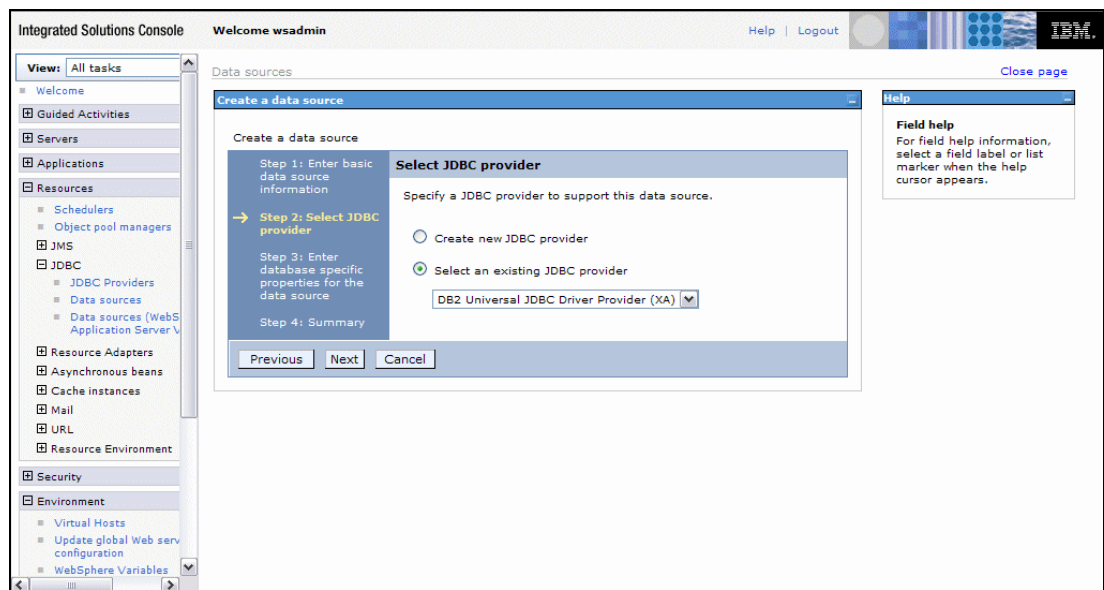 Integrated Solutions Console
Welcome wsadmin
Help | Logout
IBM.
View: All tasks
Welcome
Guided Activities
Servers
Applications
Resources
Schedulers
Object pool managers
JMS
JDBC
JDBC Providers
Data sources
Data sources (WebS
Application Server V
Resource Adapters
Asynchronous beans
Cache instances
Mail
URL
Resource Environment
Security
Environment
Virtual Hosts
Update global Web serv
configuration
WebSphere Variables
Data sources
Close page
Create a data source
Create a data source
Step 1: Enter basic
data source
information
Step 2: Select JDBC
provider
Step 3: Enter
database specific
properties for the
data source
Step 4: Summary
Select JDBC provider
Specify a JDBC provider to support this data source.
Create new JDBC provider
Select an existing JDBC provider
DB2 Universal JDBC Driver Provider (XA)
Previous
Next
Cancel
Help
Field help
For field help information,
select a field label or list
marker when the help
cursor appears.